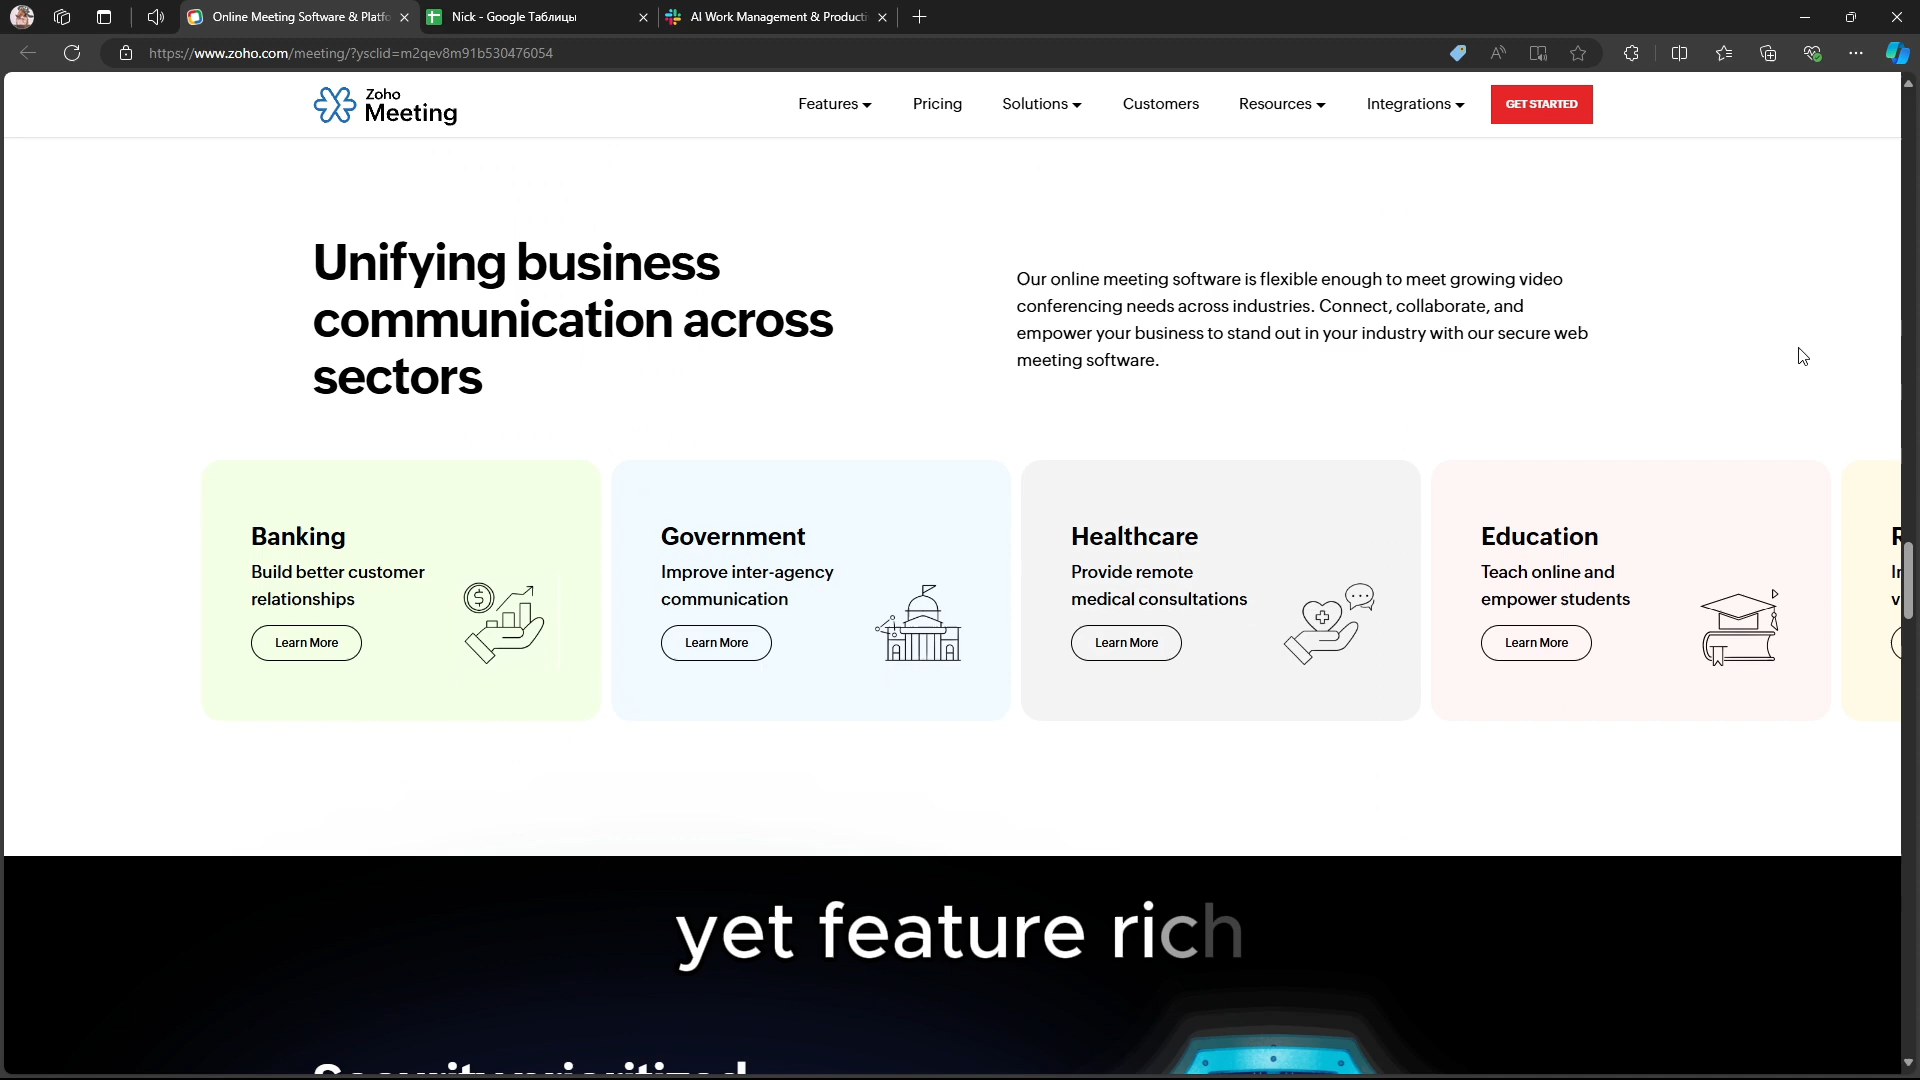 Online Meeting Software & Platfo
Nick - Google Таблицы
AI Work Management & Producti
https://www.zoho.com/meeting/?ysclid=m2qev8m91b530476054
Zoho
Meeting
Features
Pricing
Solutions
Customers
Resources
Integrations
GET STARTED
Unifying business
communication across
sectors
Our online meeting software is flexible enough to meet growing video
conferencing needs across industries. Connect, collaborate, and
empower your business to stand out in your industry with our secure web
meeting software.
Banking
Build better customer
relationships
Learn More
Government
Improve inter-agency
communication
Learn More
Healthcare
Provide remote
medical consultations
Learn More
Education
Teach online and
empower students
Learn More
yet feature rich
Security prioritized